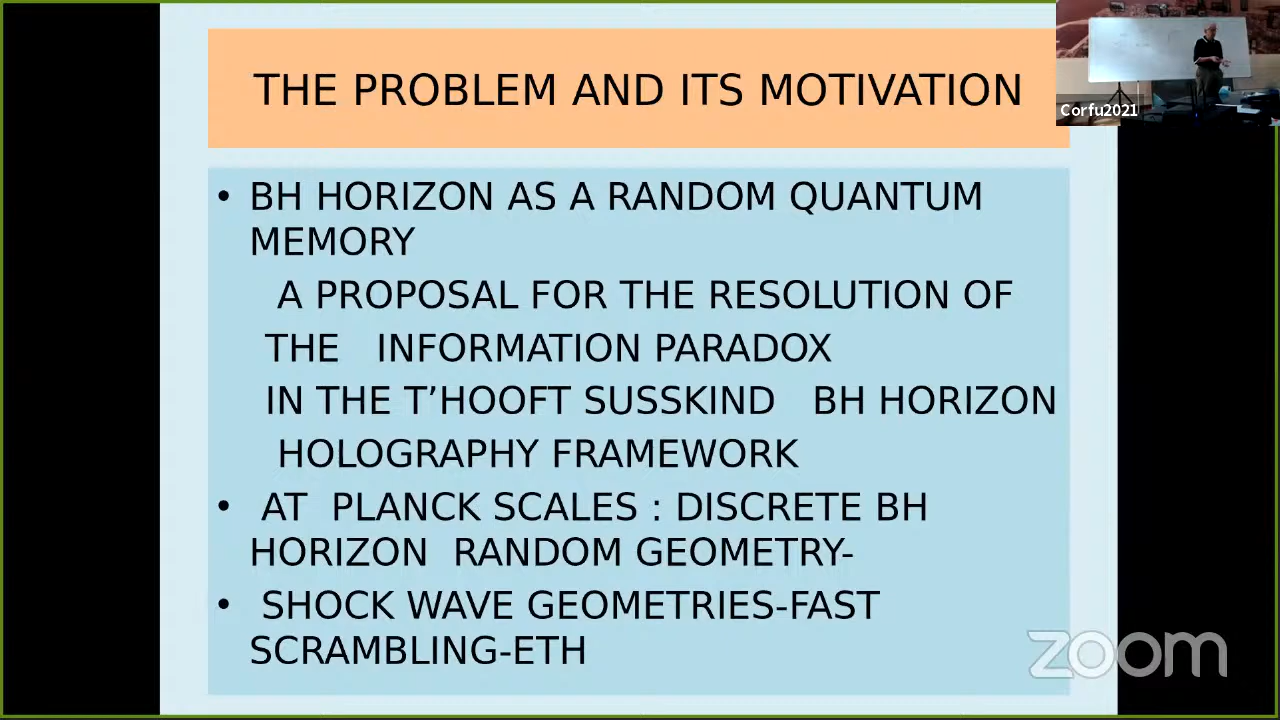 THE PROBLEM AND ITS MOTIVATION
Corfu2021
• BH HORIZON AS A RANDOM QUANTUM
MEMORY
A PROPOSAL FOR THE RESOLUTION OF
THE INFORMATION PARADOX
IN THE T’HOOFT SUSSKIND BH HORIZON
HOLOGRAPHY FRAMEWORK
• AT PLANCK SCALES : DISCRETE BH
HORIZON RANDOM GEOMETRY-
• SHOCK WAVE GEOMETRIES-FAST
SCRAMBLING-ETH
zoom